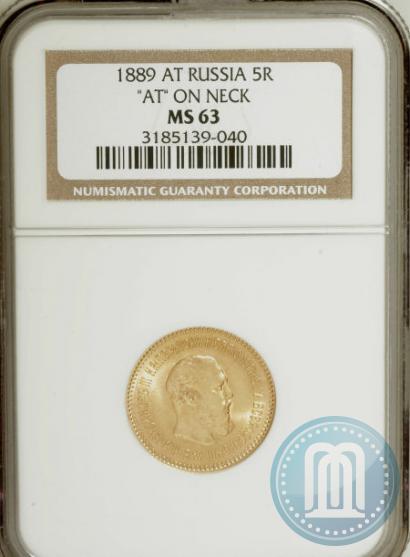 1889 AT RUSSIA 5R
"AT" ON NECK
MS 63
3185139-040
NUMISMATIC GUARANTY CORPORATION